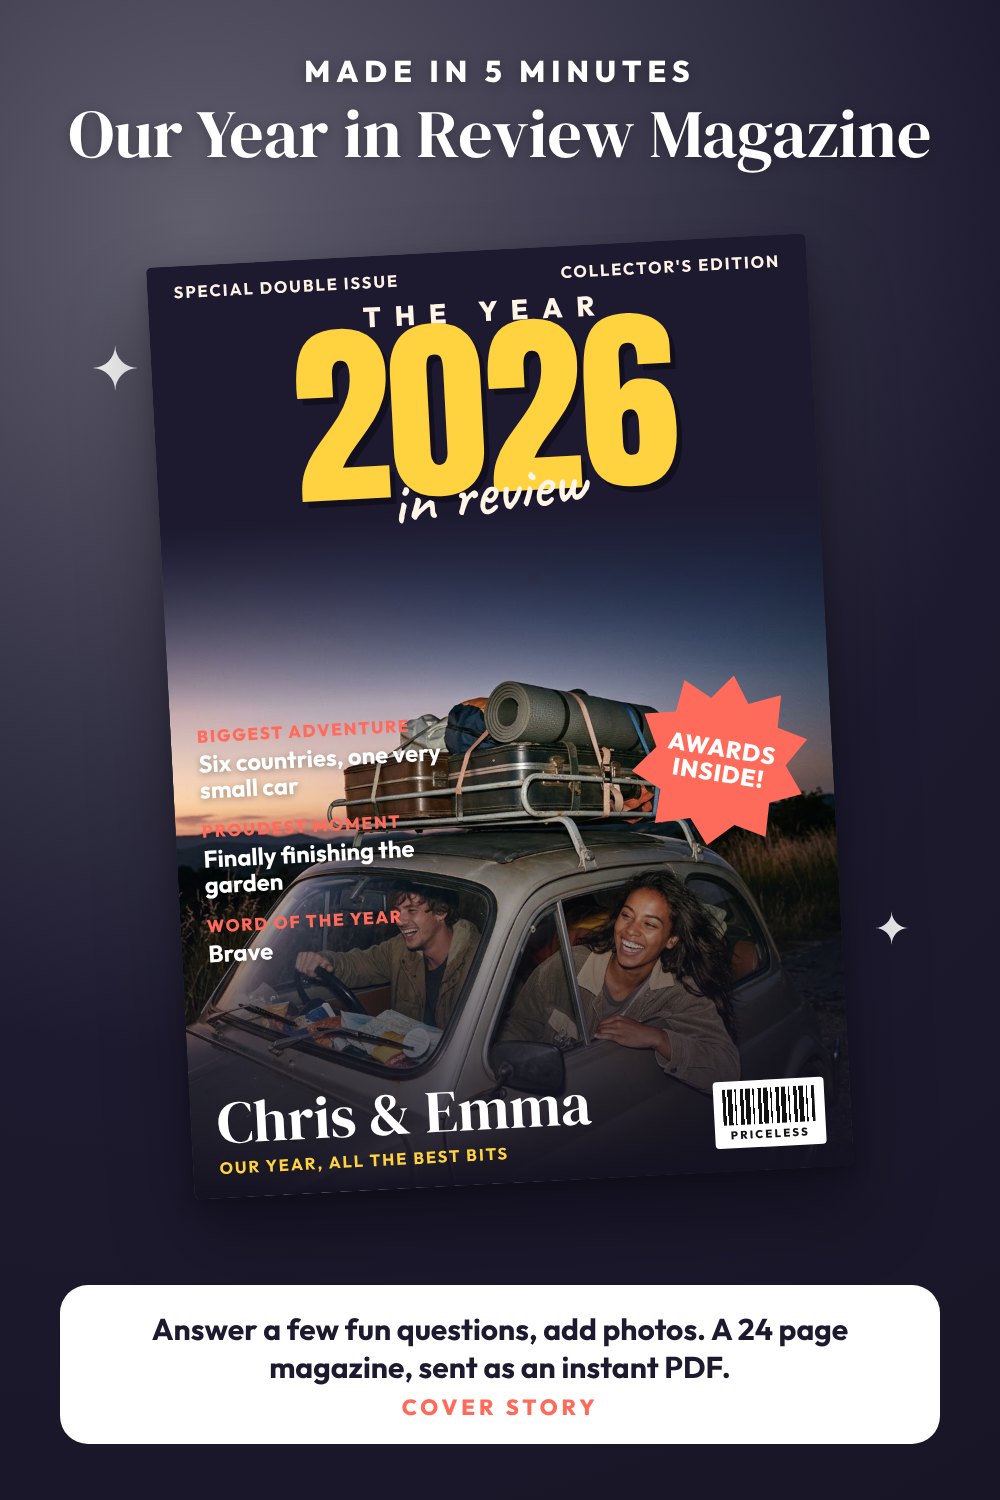 MADE IN 5 MINUTES
Our Year in Review Magazine
SPECIAL DOUBLE ISSUE
COLLECTOR'S EDITION
THE YEAR
2026
in review
BIGGEST ADVENTURE
Six countries, one very
small car
PROUDEST MOMENT
Finally finishing the
garden
WORD OF THE YEAR
Brave
AWARDS
INSIDE!
Chris & Emma
OUR YEAR, ALL THE BEST BITS
PRICELESS
Answer a few fun questions, add photos. A 24 page
magazine, sent as an instant PDF.
COVER STORY